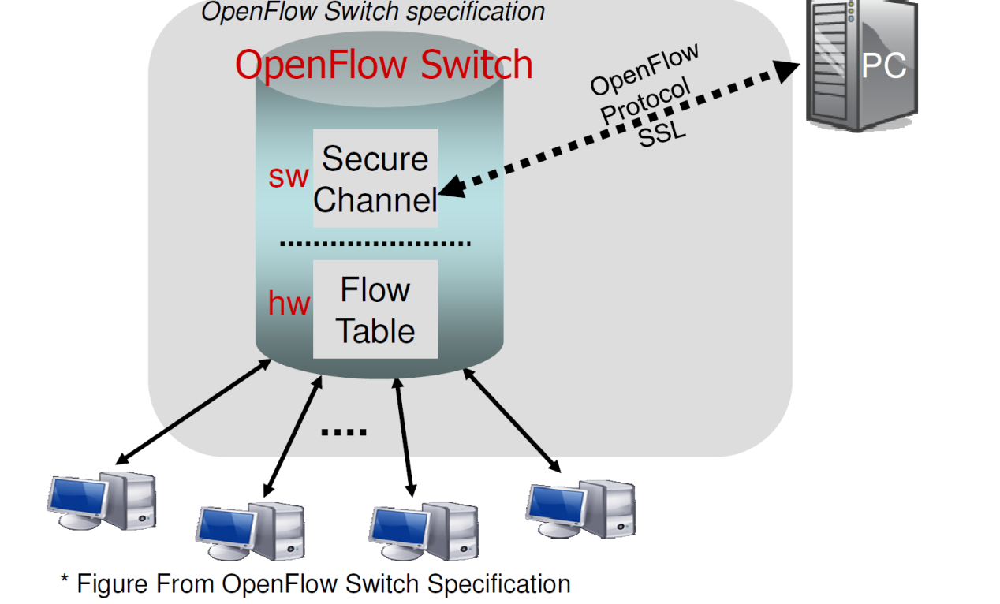 OpenFlow Switch specification
OpenFlow Switch
PC
OpenFlow
Protocol
SSL
sw
Secure
Channel
hw
Flow
Table
* Figure From OpenFlow Switch Specification